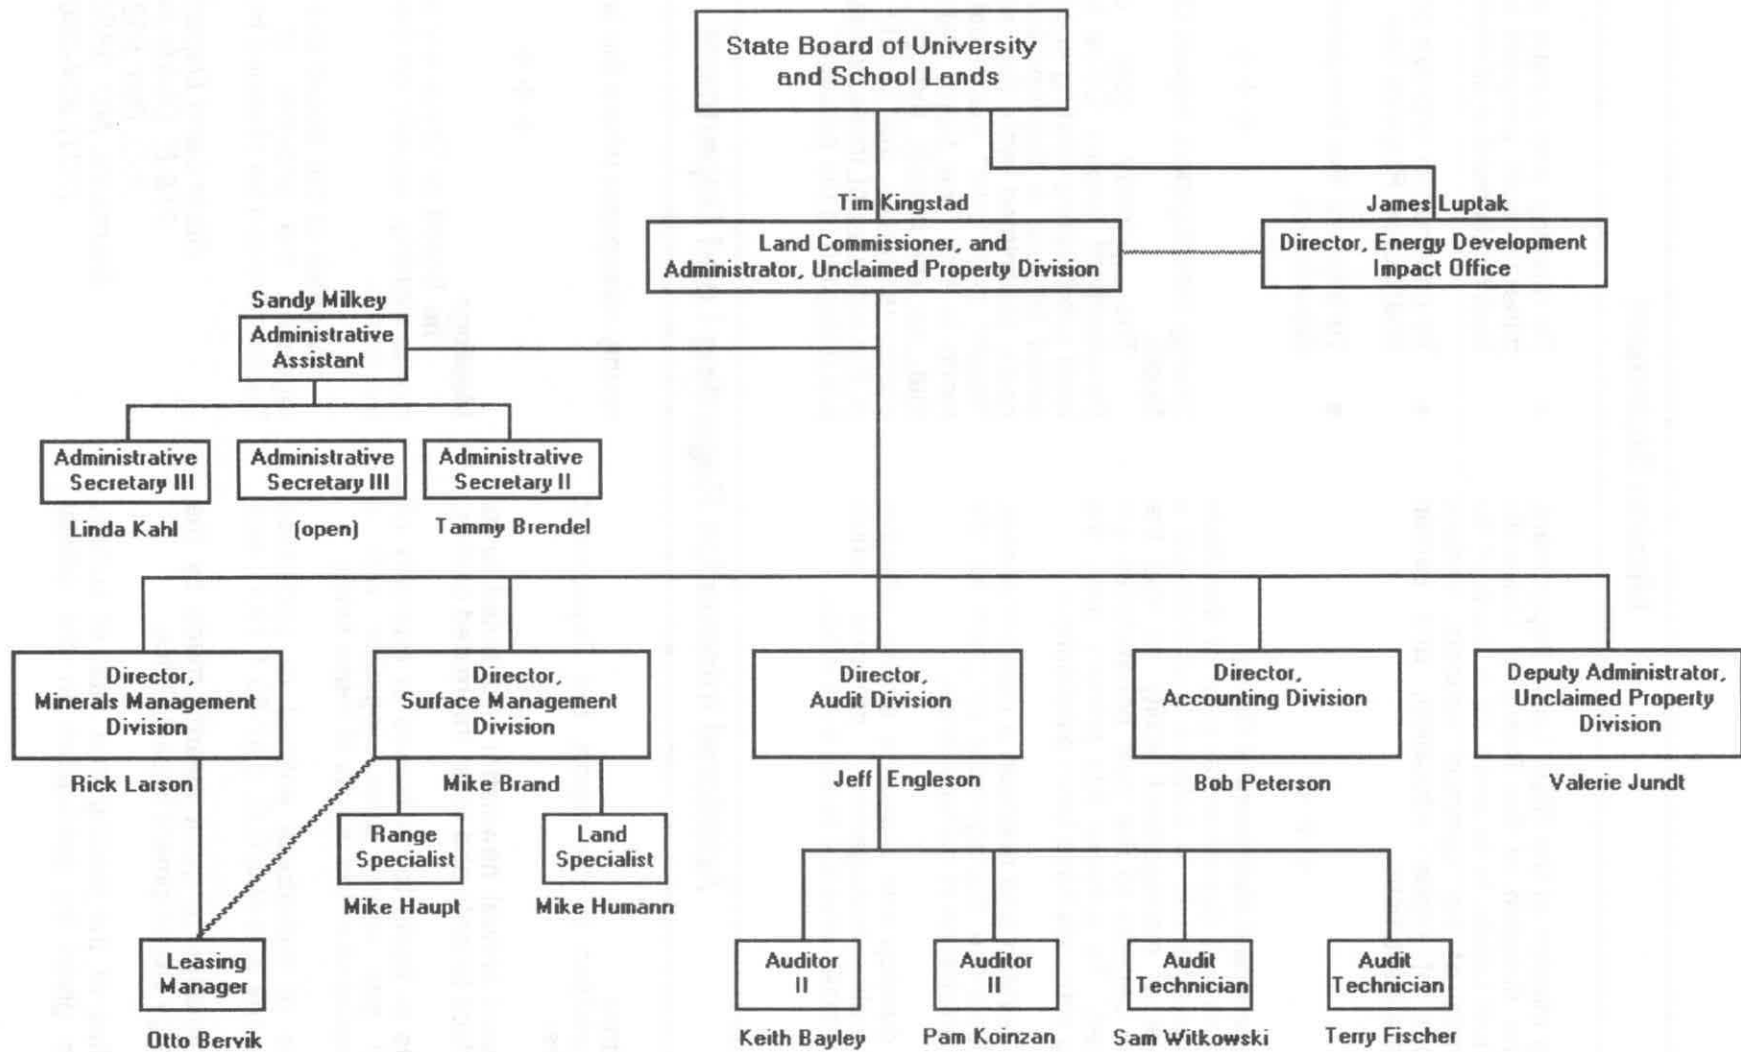 State Board of University
and School Lands
Tim Kingstad
Land Commissioner, and
Administrator, Unclaimed Property Division
James Luptak
Director, Energy Development
Impact Office
Sandy Milkey
Administrative
Assistant
Administrative
Secretary III
Linda Kahl
Administrative
Secretary III
(open)
Administrative
Secretary II
Tammy Brendel
Director,
Minerals Management
Division
Rick Larson
Director,
Surface Management
Division
Mike Brand
Director,
Audit Division
Jeff Engleson
Director,
Accounting Division
Bob Peterson
Deputy Administrator,
Unclaimed Property
Division
Valerie Jundt
Range
Specialist
Mike Haupt
Land
Specialist
Mike Humann
Leasing
Manager
Otto Bervik
Auditor
II
Keith Bayley
Auditor
II
Pam Koinzan
Audit
Technician
Sam Witkowski
Audit
Technician
Terry Fischer